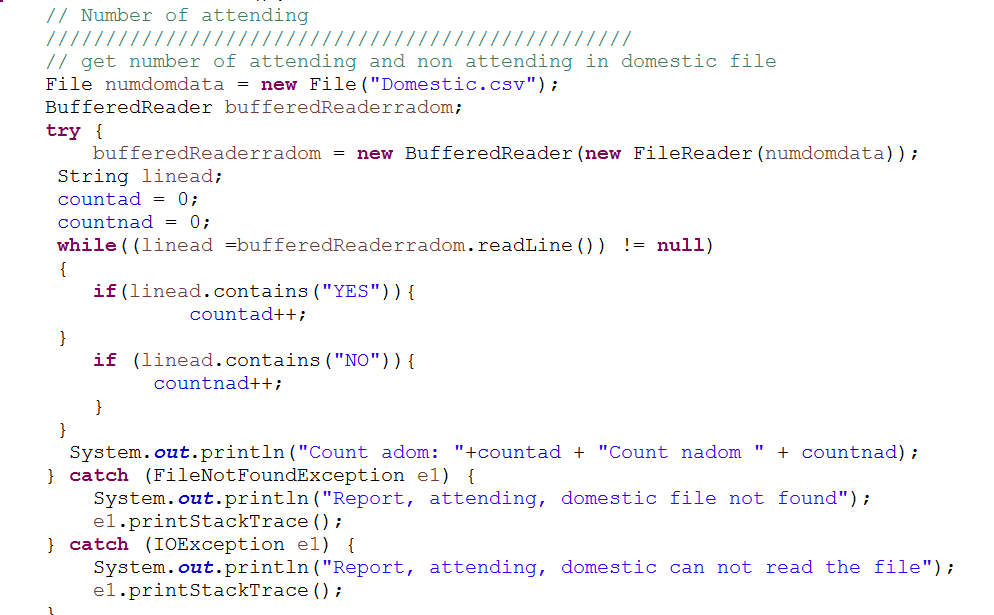 // Number of attending
/////////////////////////////////////////////////
// get number of attending and non attending in domestic file
File numdomdata = new File("Domestic.csv");
BufferedReader bufferedReaderradom;
try {
bufferedReaderradom = new BufferedReader(new FileReader(numdomdata));
String linead;
countad = 0;
countnad = 0;
while((linead =bufferedReaderradom.readLine()) != null)
{
if(linead.contains("YES")){
countad++;
}
if (linead.contains("NO")){
countnad++;
}
}
System.out.println("Count adom: "+countad + "Count nadom " + countnad);
} catch (FileNotFoundException e1) {
System.out.println("Report, attending, domestic file not found");
e1.printStackTrace();
} catch (IOException e1) {
System.out.println("Report, attending, domestic can not read the file");
e1.printStackTrace();
}